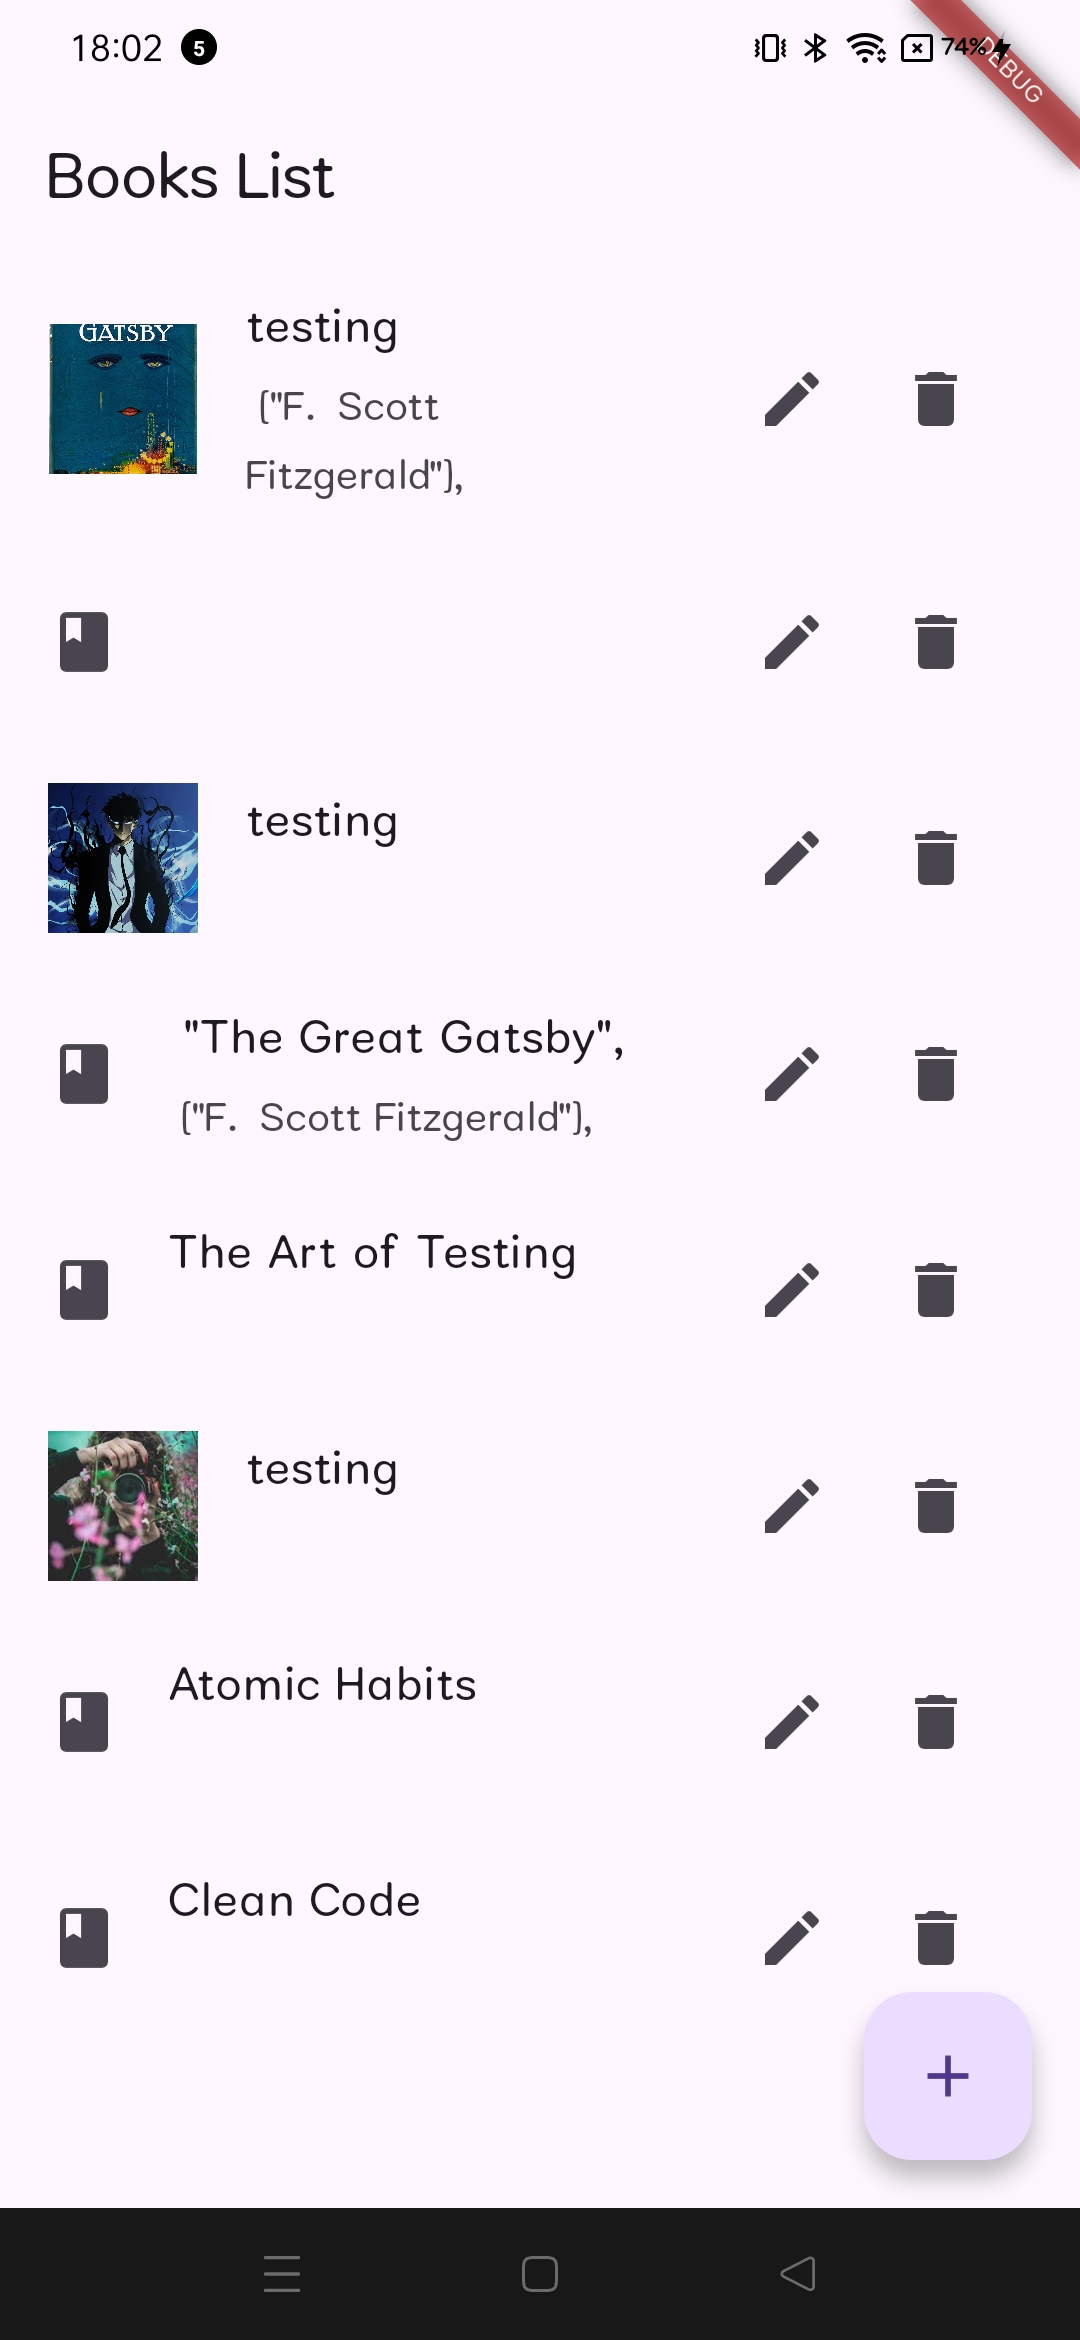 18:02 5 74%
DEBUG
Books List
GATSBY
testing
["F. Scott
Fitzgerald"],
testing
"The Great Gatsby",
["F. Scott Fitzgerald"],
The Art of Testing
testing
Atomic Habits
Clean Code